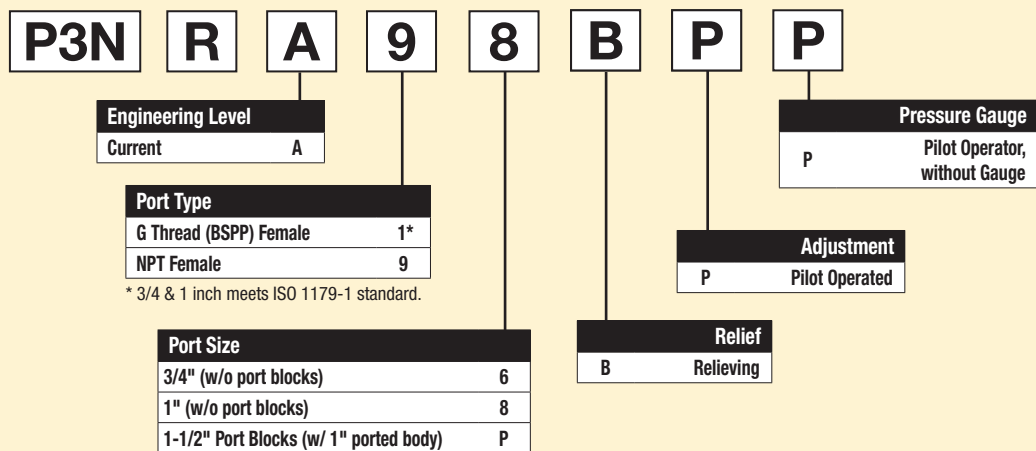 P3N R A 9 8 B P P
Engineering Level
Current A
Pressure Gauge
P Pilot Operator,
without Gauge
Port Type
G Thread (BSPP) Female 1*
NPT Female 9
* 3/4 & 1 inch meets ISO 1179-1 standard.
Adjustment
P Pilot Operated
Relief
B Relieving
Port Size
3/4" (w/o port blocks) 6
1" (w/o port blocks) 8
1-1/2" Port Blocks (w/ 1" ported body) P